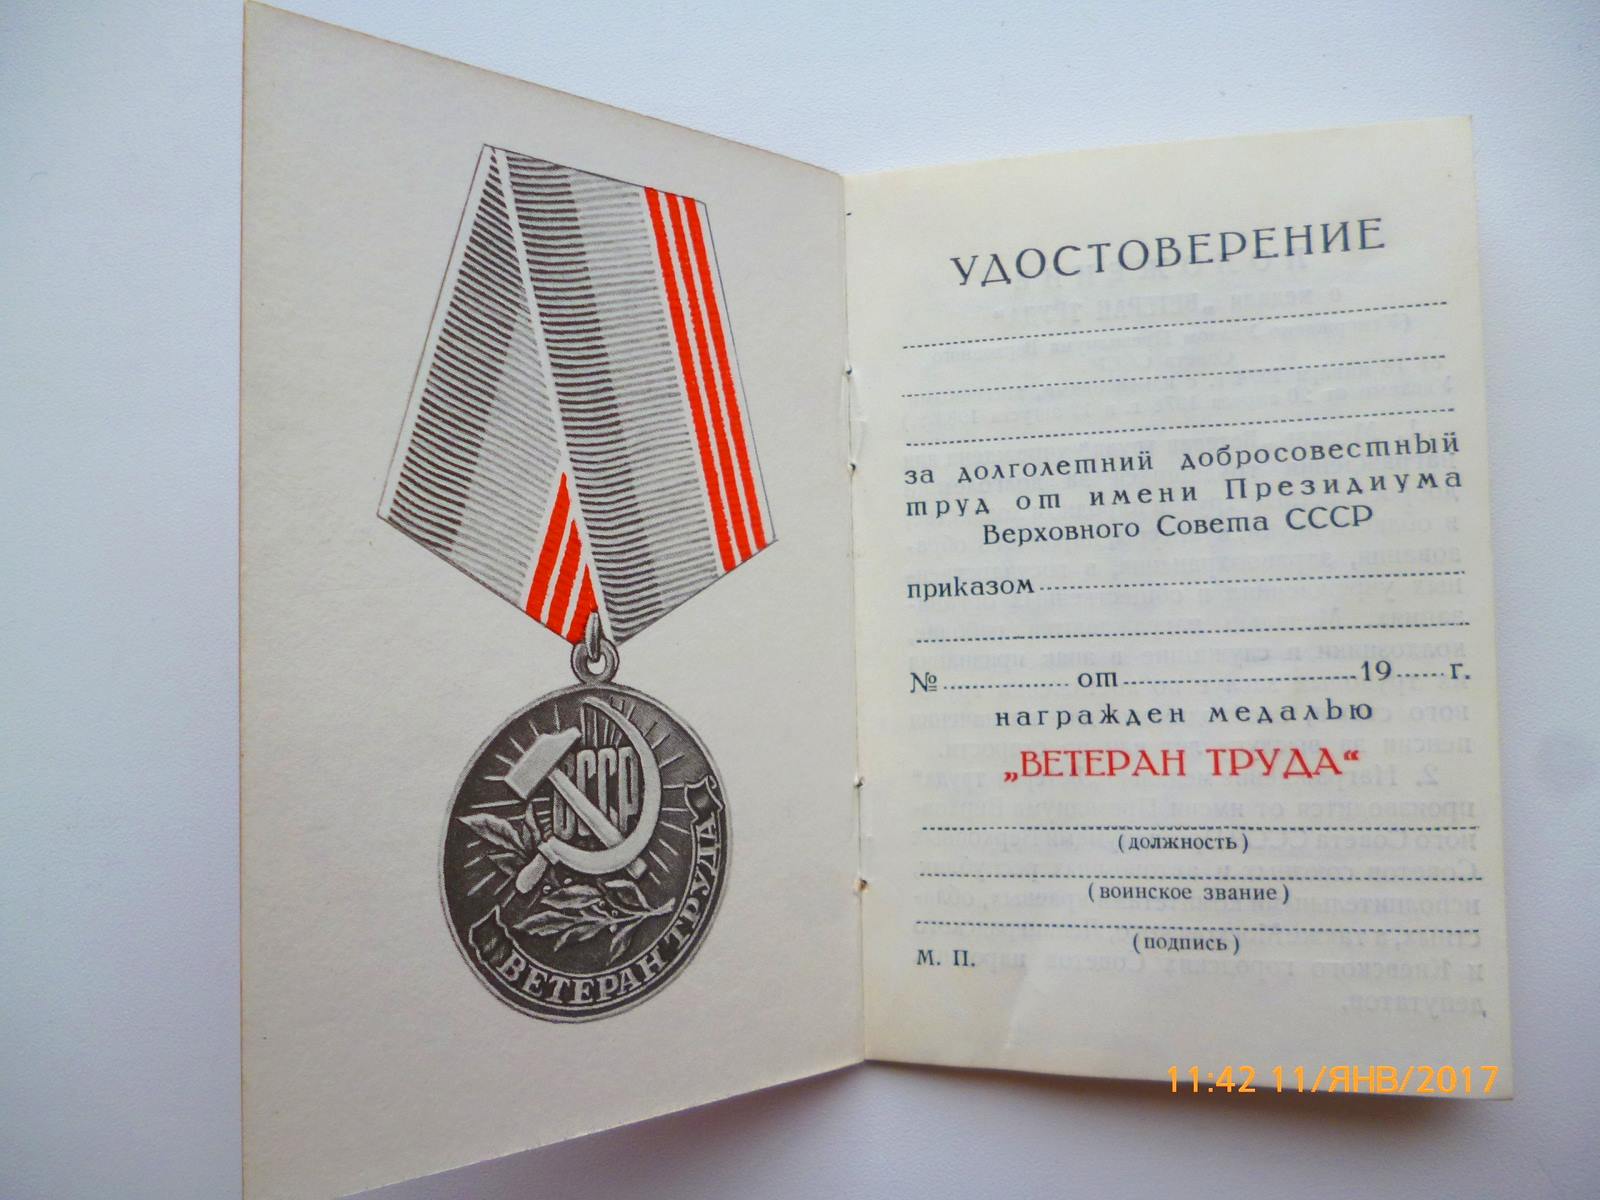 СССР
ВЕТЕРАН ТРУДА
УДОСТОВЕРЕНИЕ
за долголетний добросовестный
труд от имени Президиума
Верховного Совета СССР
приказом
№ от 19 г.
награжден медалью
„ВЕТЕРАН ТРУДА“
(должность)
(воинское звание)
(подпись)
М. П.
11:42 11/ЯНВ/2017